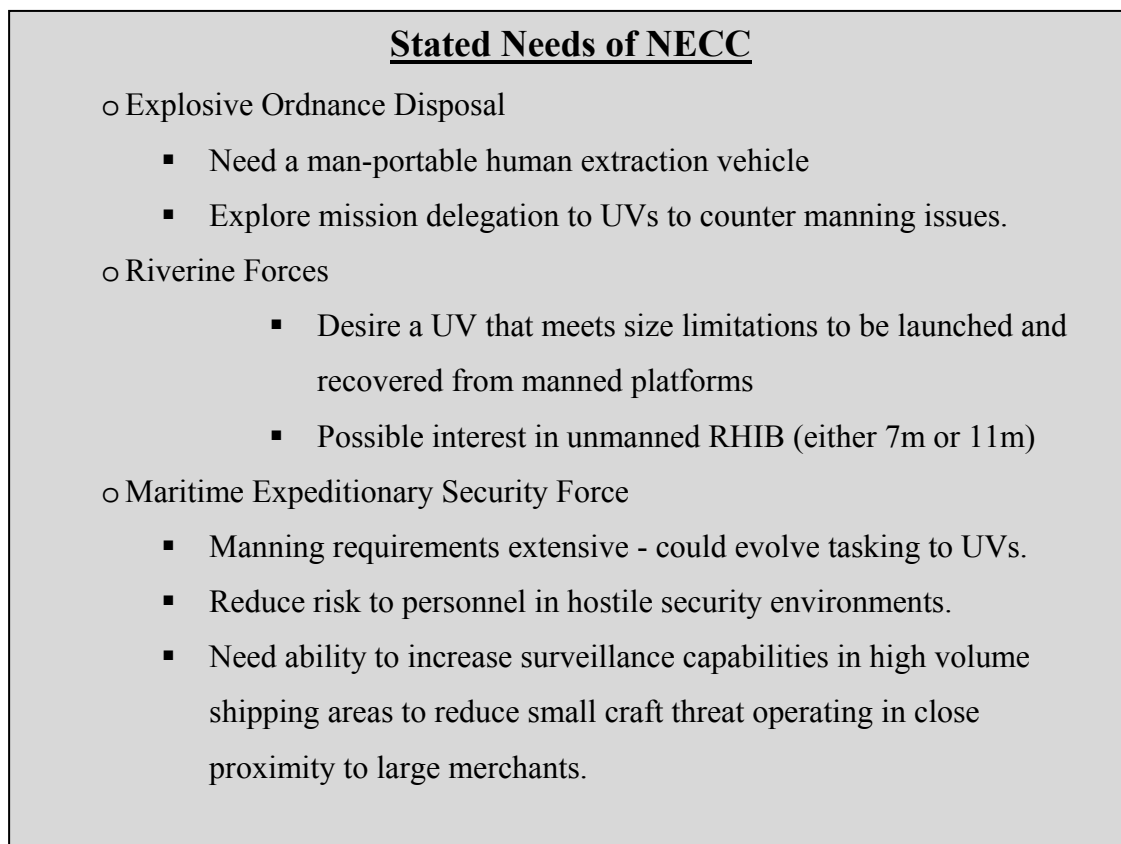 Stated Needs of NECC
o Explosive Ordnance Disposal
▪ Need a man-portable human extraction vehicle
▪ Explore mission delegation to UVs to counter manning issues.
o Riverine Forces
▪ Desire a UV that meets size limitations to be launched and
recovered from manned platforms
▪ Possible interest in unmanned RHIB (either 7m or 11m)
o Maritime Expeditionary Security Force
▪ Manning requirements extensive - could evolve tasking to UVs.
▪ Reduce risk to personnel in hostile security environments.
▪ Need ability to increase surveillance capabilities in high volume
shipping areas to reduce small craft threat operating in close
proximity to large merchants.